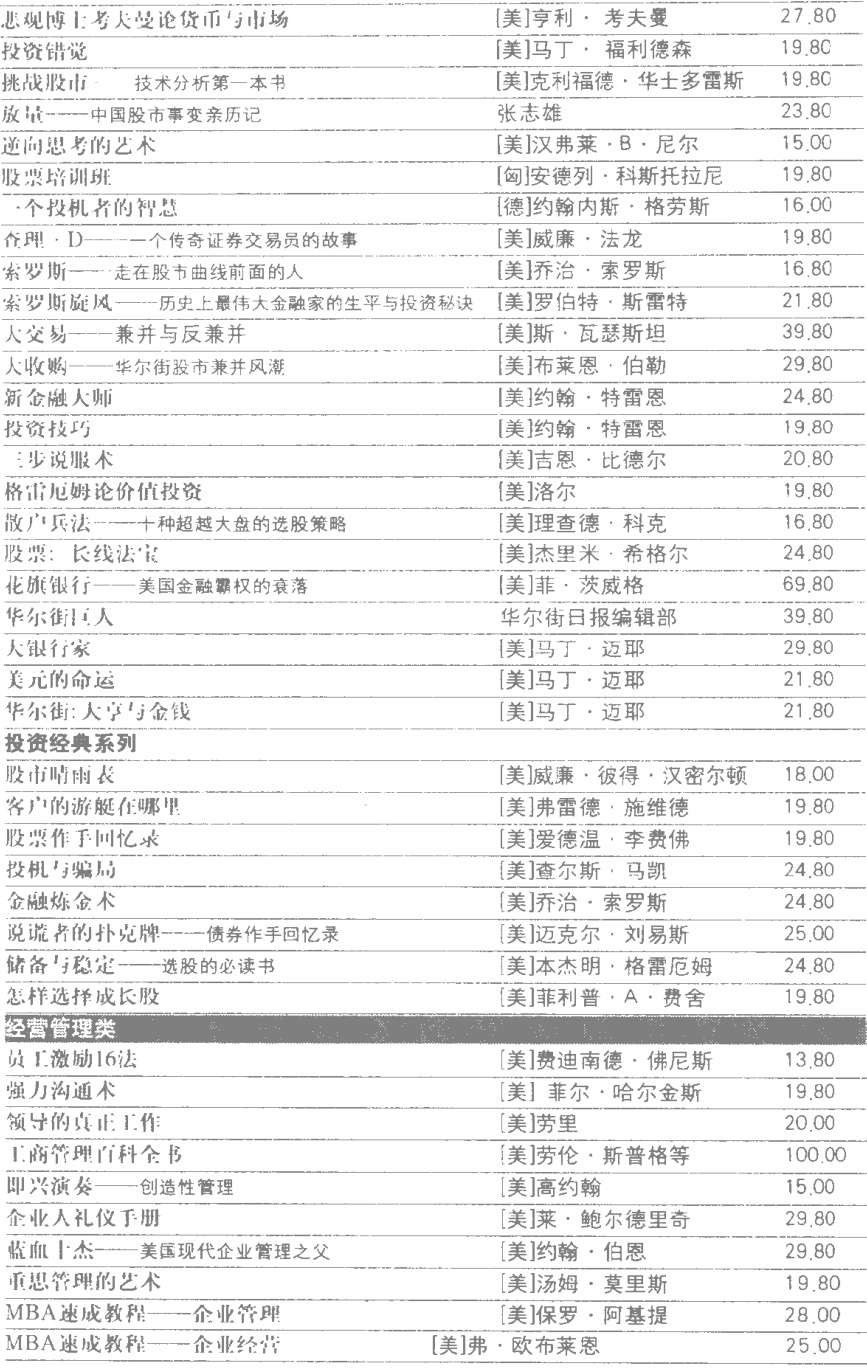 悲观博士考夫曼论货币与市场 [美]亨利·考夫曼 27.80
投资错觉 [美]马丁·福利德森 19.80
挑战股市——技术分析第一本书 [美]克利福德·华士多雷斯 19.80
放量——中国股市事变亲历记 张志雄 23.80
逆向思考的艺术 [美]汉弗莱·B·尼尔 15.00
股票培训班 [匈]安德列·科斯托拉尼 19.80
一个投机者的智慧 [德]约翰内斯·格劳斯 16.00
查理·D——一个传奇证券交易员的故事 [美]威廉·法龙 19.80
索罗斯——走在股市曲线前面的人 [美]乔治·索罗斯 16.80
索罗斯旋风——历史上最伟大金融家的生平与投资秘诀 [美]罗伯特·斯雷特 21.80
大交易——兼并与反兼并 [美]斯·瓦瑟斯坦 39.80
大收购——华尔街股市兼并风潮 [美]布莱恩·伯勒 29.80
新金融大师 [美]约翰·特雷恩 24.80
投资技巧 [美]约翰·特雷恩 19.80
三步说服术 [美]吉恩·比德尔 20.80
格雷厄姆论价值投资 [美]洛尔 19.80
散户兵法——十种超越大盘的选股策略 [美]理查德·科克 16.80
股票：长线法宝 [美]杰里米·希格尔 24.80
花旗银行——美国金融霸权的衰落 [美]菲·茨威格 69.80
华尔街巨人 华尔街日报编辑部 39.80
大银行家 [美]马丁·迈耶 29.80
美元的命运 [美]马丁·迈耶 21.80
华尔街:大亨与金钱 [美]马丁·迈耶 21.80
投资经典系列
股市晴雨表 [美]威廉·彼得·汉密尔顿 18.00
客户的游艇在哪里 [美]弗雷德·施维德 19.80
股票作手回忆录 [美]爱德温·李费佛 19.80
投机与骗局 [美]查尔斯·马凯 24.80
金融炼金术 [美]乔治·索罗斯 24.80
说谎者的扑克牌——债券作手回忆录 [美]迈克尔·刘易斯 25.00
储备与稳定——选股的必读书 [美]本杰明·格雷厄姆 24.80
怎样选择成长股 [美]菲利普·A·费舍 19.80
经营管理类
员工激励16法 [美]费迪南德·佛尼斯 13.80
强力沟通术 [美]菲尔·哈尔金斯 19.80
领导的真正工作 [美]劳里 20.00
工商管理百科全书 [美]劳伦·斯普格等 100.00
即兴演奏——创造性管理 [美]高约翰 15.00
企业人礼仪手册 [美]莱·鲍尔德里奇 29.80
蓝血十杰——美国现代企业管理之父 [美]约翰·伯恩 29.80
重思管理的艺术 [美]汤姆·莫里斯 19.80
MBA速成教程——企业管理 [美]保罗·阿基提 28.00
MBA速成教程——企业经营 [美]弗·欧布莱恩 25.00